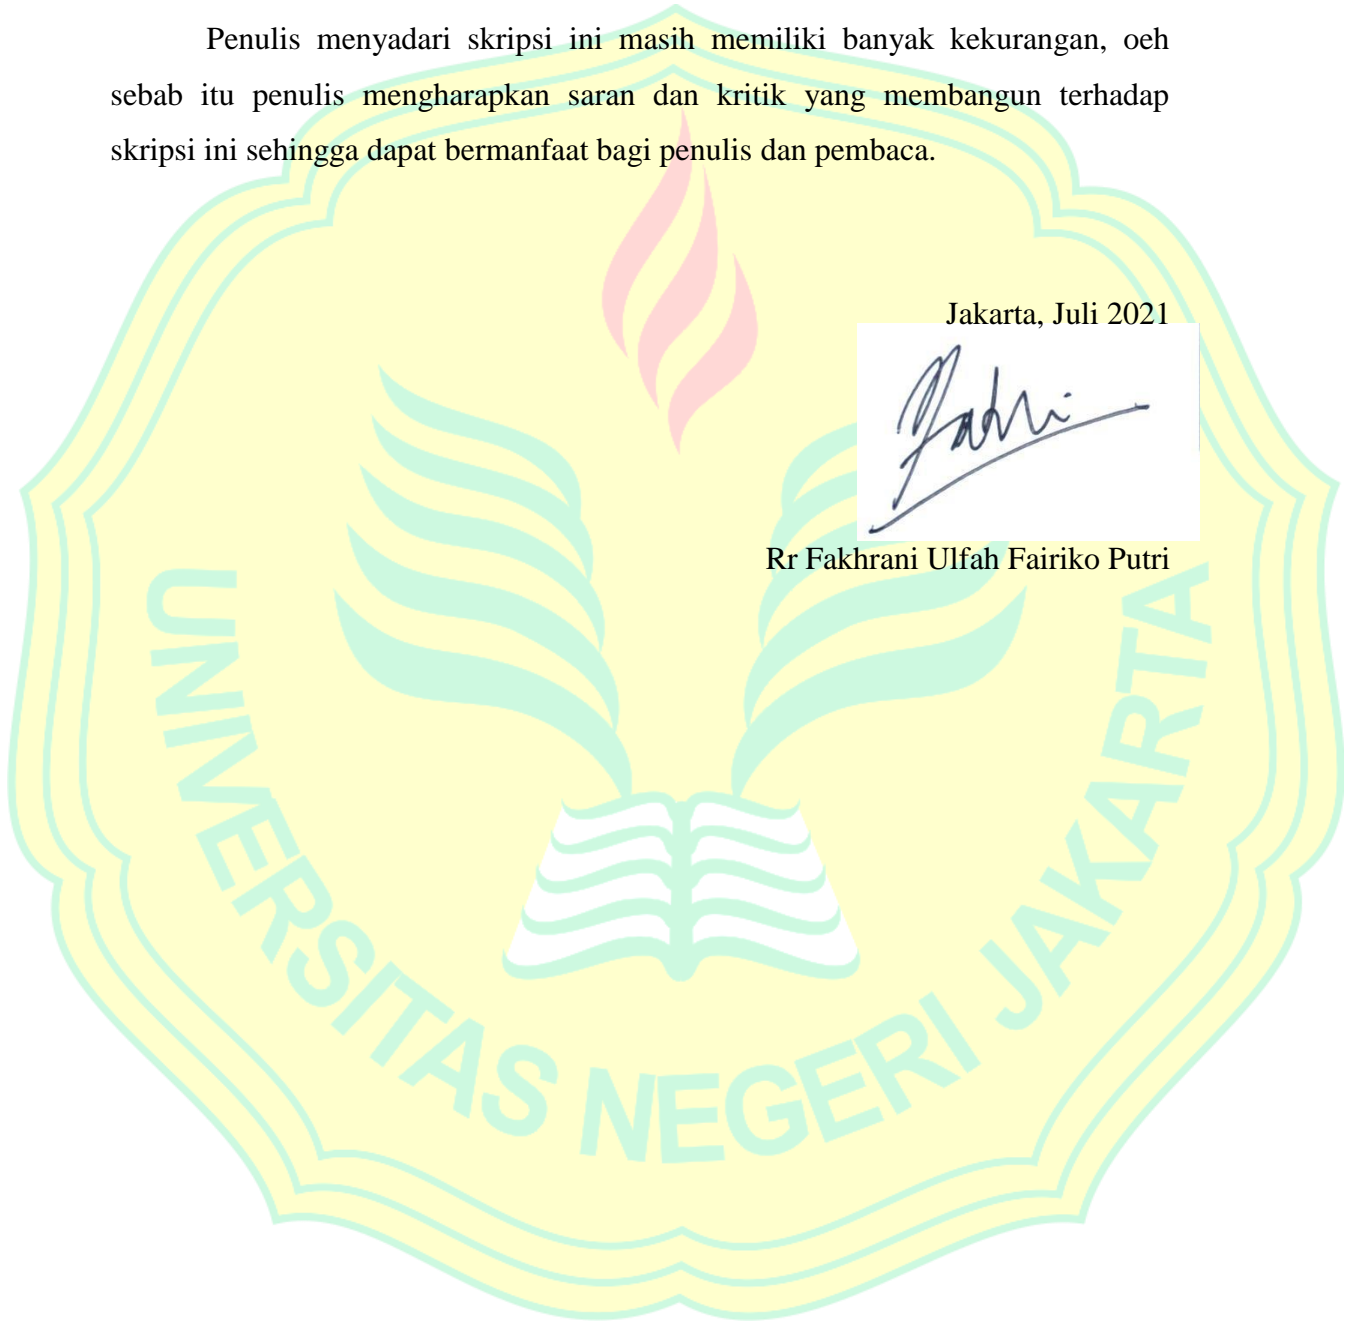 Penulis menyadari skripsi ini masih memiliki banyak kekurangan, oeh
sebab itu penulis mengharapkan saran dan kritik yang membangun terhadap
skripsi ini sehingga dapat bermanfaat bagi penulis dan pembaca.
Jakarta, Juli 2021
Rr Fakhrani Ulfah Fairiko Putri
UNIVERSITAS NEGERI JAKARTA